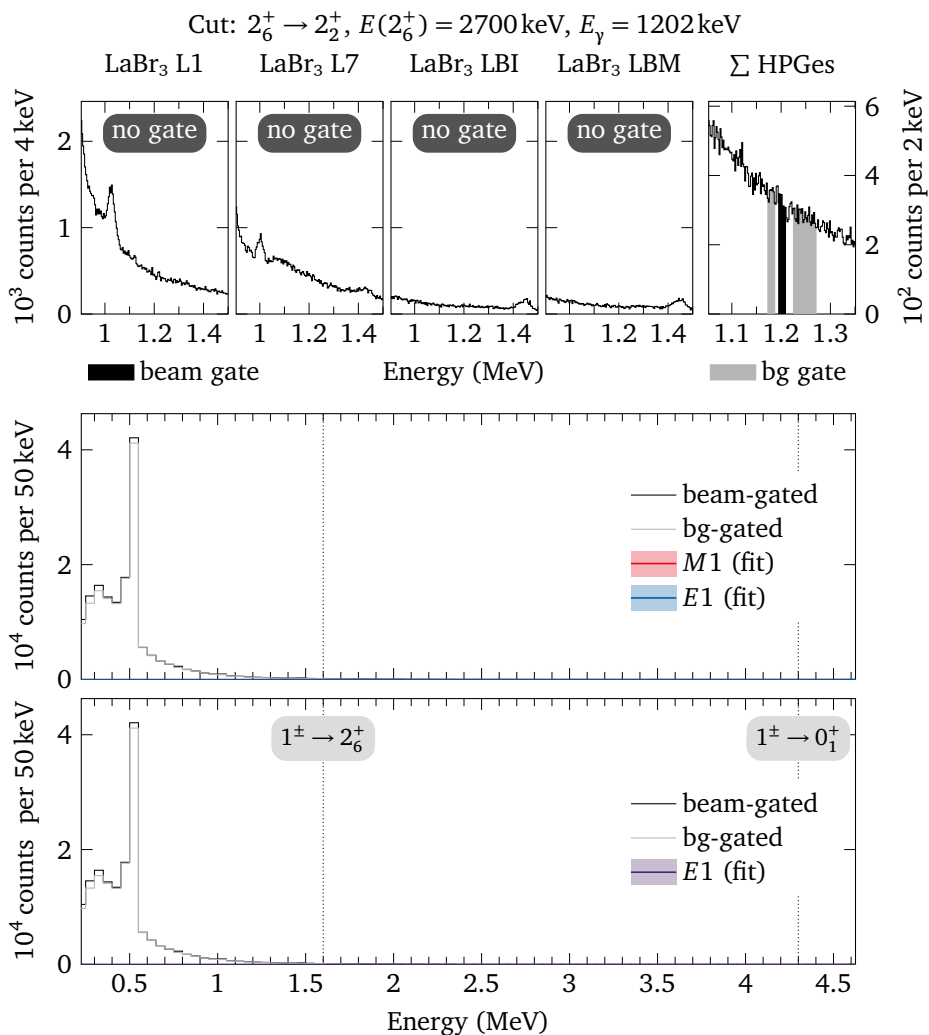 Cut: 2₆⁺ → 2₂⁺, E(2₆⁺) = 2700 keV, Eγ = 1202 keV
LaBr₃ L1 LaBr₃ L7 LaBr₃ LBI LaBr₃ LBM ∑ HPGes
no gate no gate no gate no gate
10³ counts per 4 keV
0 1 2
1 1.2 1.4 1 1.2 1.4 1 1.2 1.4 1 1.2 1.4 1.1 1.2 1.3
0 2 4 6
10² counts per 2 keV
beam gate Energy (MeV) bg gate
10⁴ counts per 50 keV
4
2
0
beam-gated
bg-gated
M1 (fit)
E1 (fit)
10⁴ counts per 50 keV
4
2
0
1± → 2₆⁺ 1± → 0₁⁺
beam-gated
bg-gated
E1 (fit)
0.5 1 1.5 2 2.5 3 3.5 4 4.5
Energy (MeV)